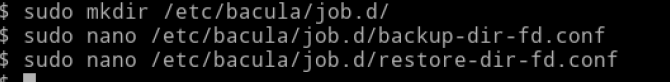 $ sudo mkdir /etc/bacula/job.d/
$ sudo nano /etc/bacula/job.d/backup-dir-fd.conf
$ sudo nano /etc/bacula/job.d/restore-dir-fd.conf
$